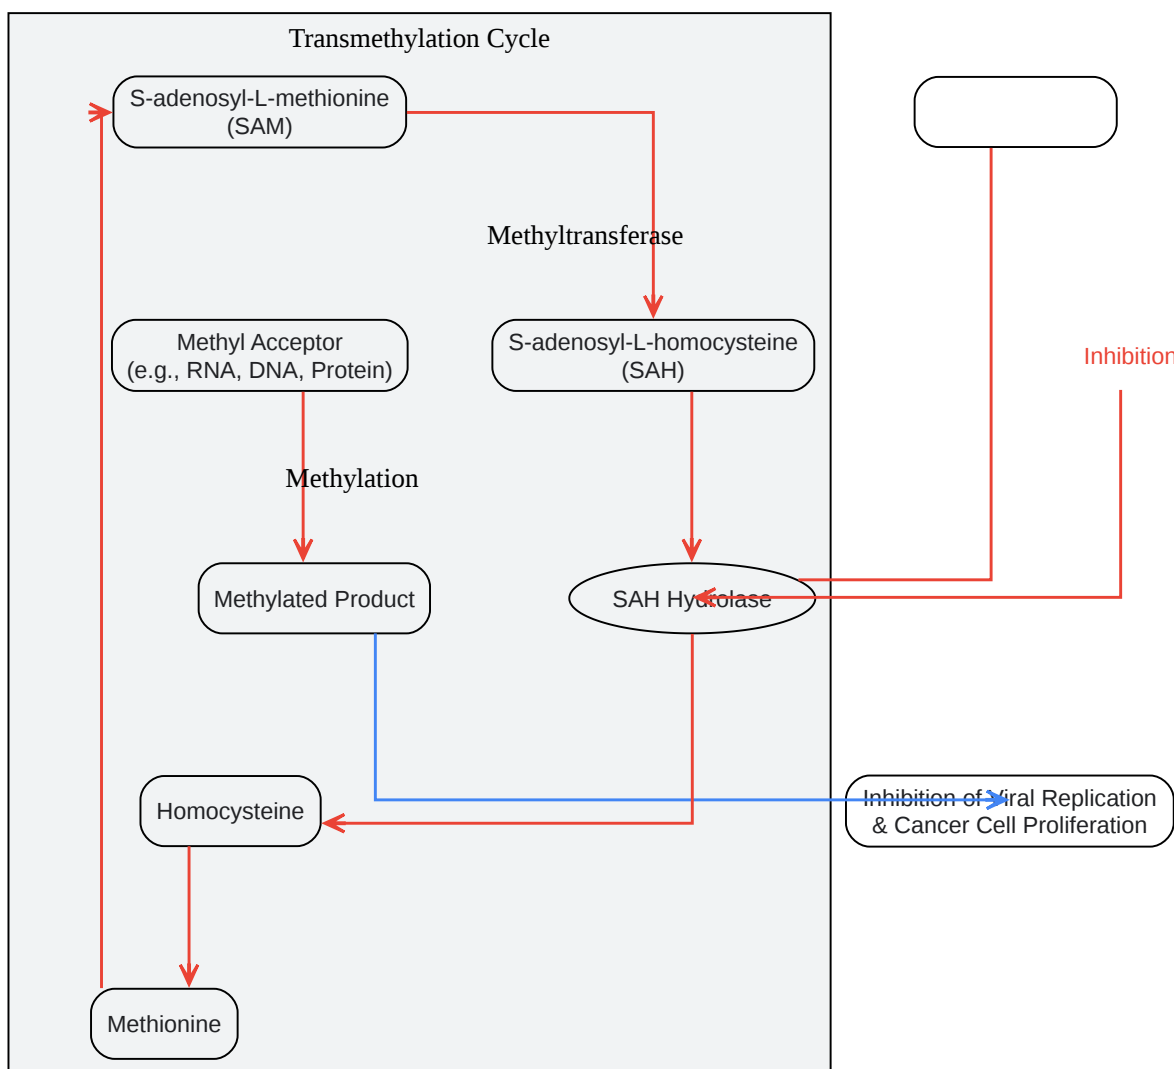 Transmethylation Cycle
S-adenosyl-L-methionine
(SAM)
Methyltransferase
Methyl Acceptor
(e.g., RNA, DNA, Protein)
S-adenosyl-L-homocysteine
(SAH)
Inhibition
Methylation
Methylated Product
SAH Hydrolase
Homocysteine
Inhibition of Viral Replication
& Cancer Cell Proliferation
Methionine